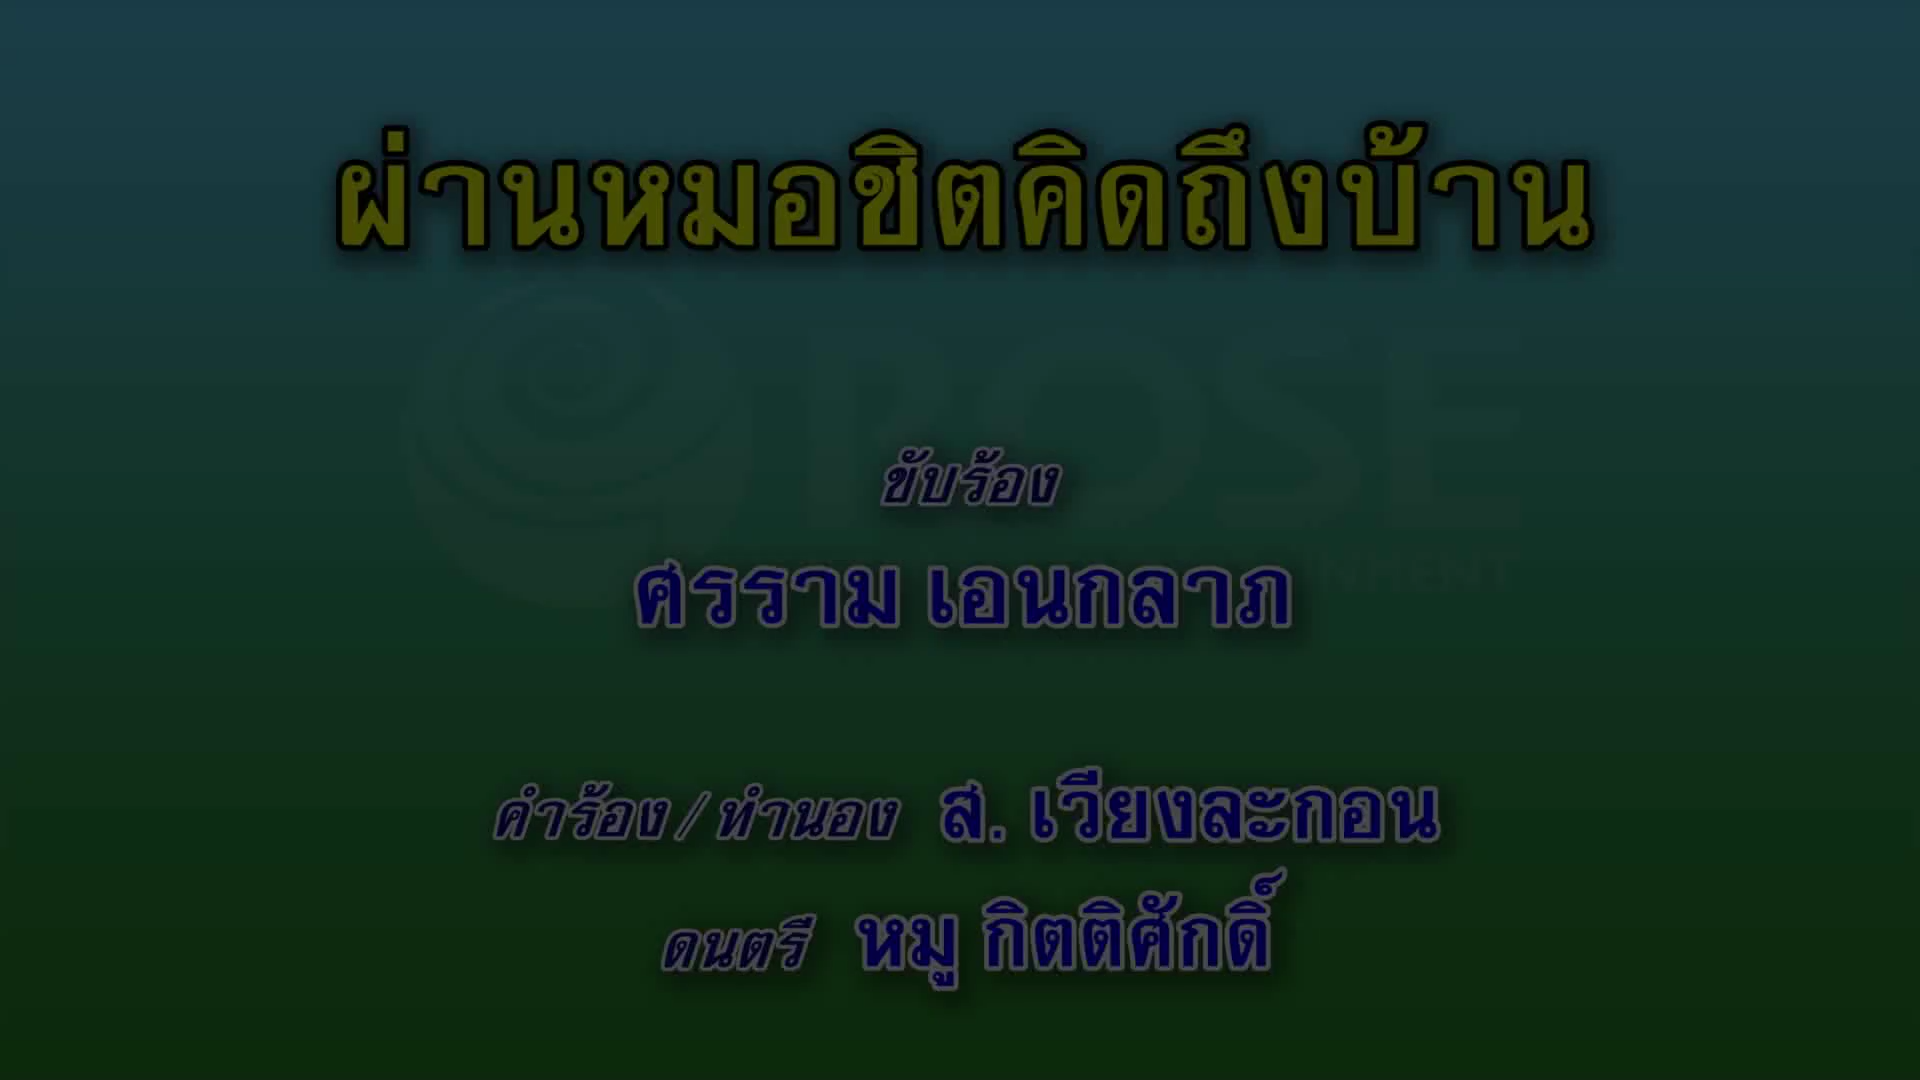 ผ่านหมอชิตคิดถึงบ้าน
ROSE
ขับร้อง
ศรราม เอนกลาภ
คำร้อง / ทำนอง ส. เวียงละกอน
ดนตรี หมู กิตติศักดิ์